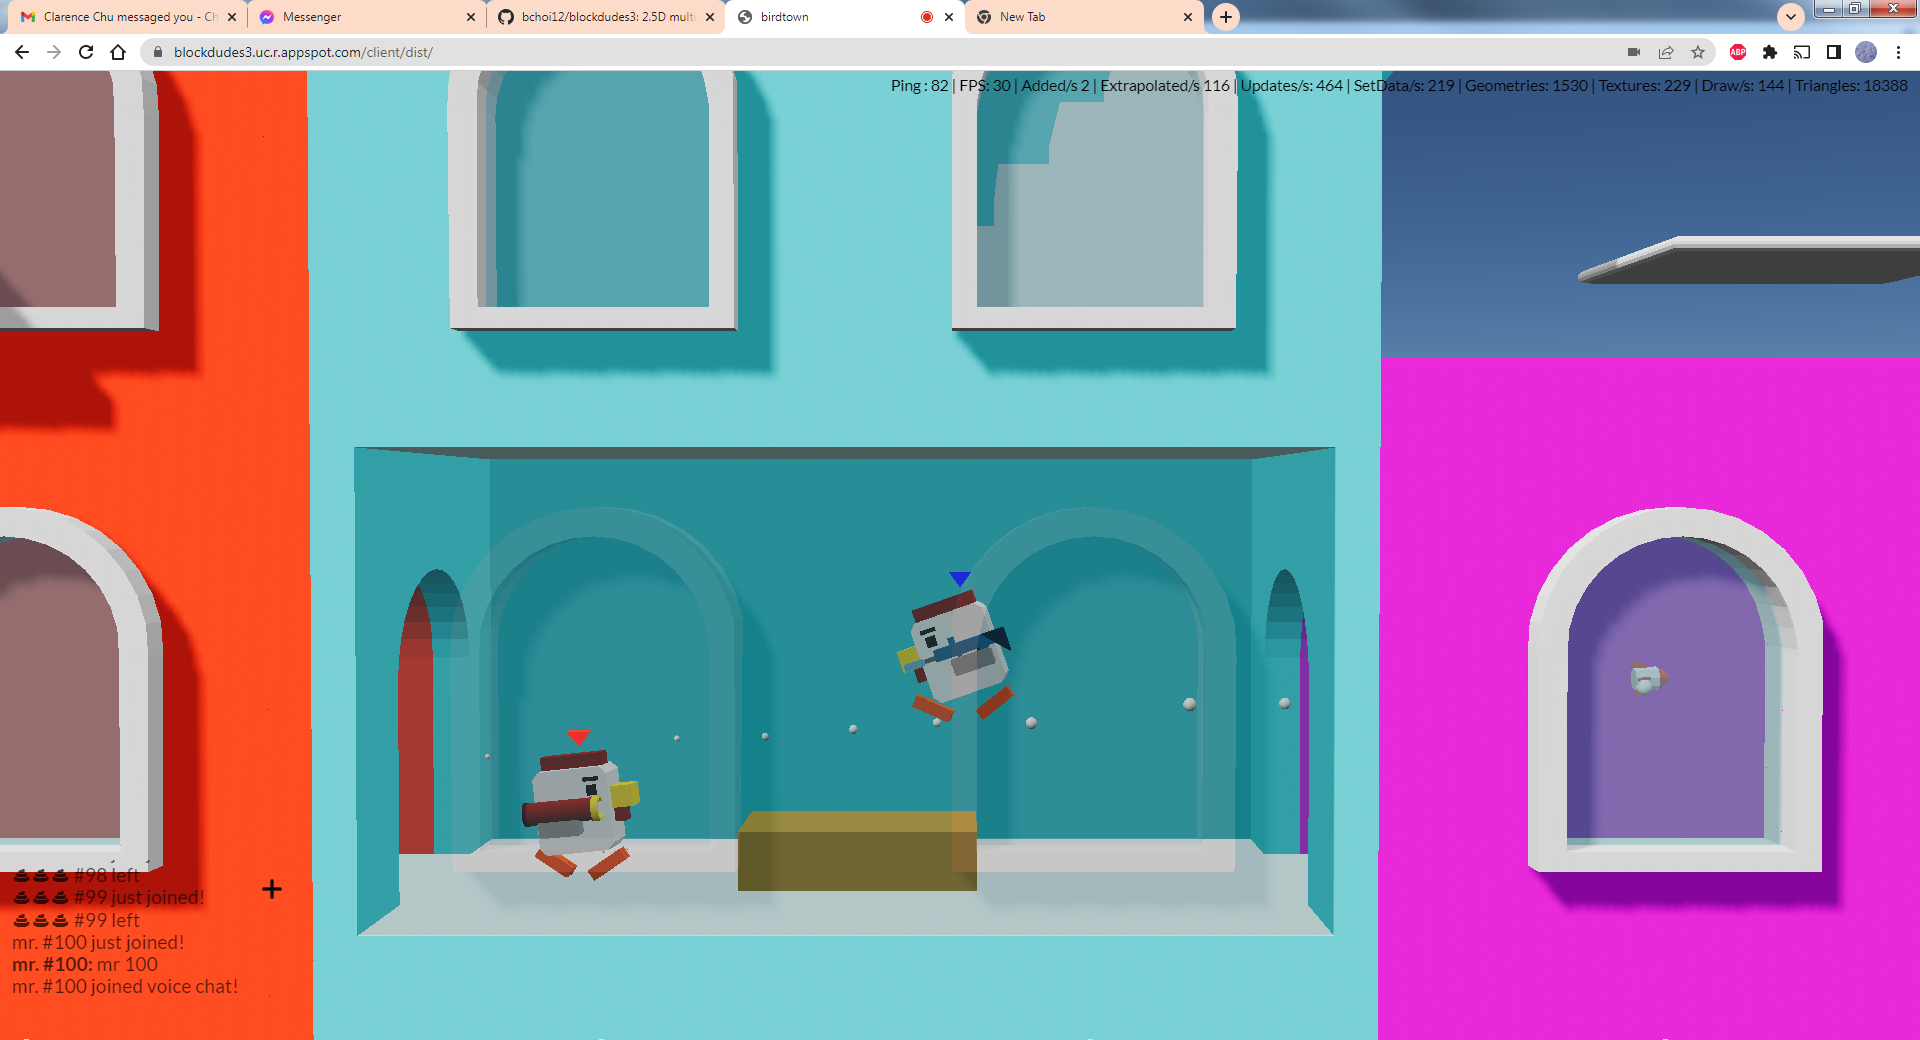 Clarence Chu messaged you - Ch
Messenger
bchoi12/blockdudes3: 2.5D multi
birdtown
New Tab
blockdudes3.uc.r.appspot.com/client/dist/
ABP
Ping : 82 | FPS: 30 | Added/s 2 | Extrapolated/s 116 | Updates/s: 464 | SetData/s: 219 | Geometries: 1530 | Textures: 229 | Draw/s: 144 | Triangles: 18388
💩💩💩 #98 left
💩💩💩 #99 just joined!
💩💩💩 #99 left
mr. #100 just joined!
mr. #100: mr 100
mr. #100 joined voice chat!